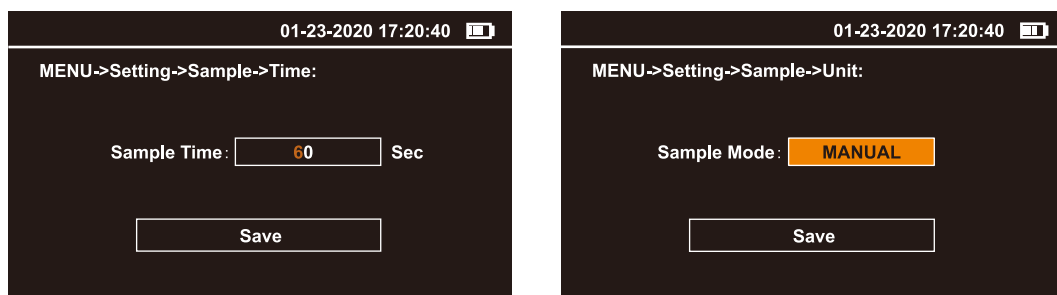 01-23-2020 17:20:40
MENU->Setting->Sample->Time:
Sample Time: 60 Sec
Save
01-23-2020 17:20:40
MENU->Setting->Sample->Unit:
Sample Mode: MANUAL
Save